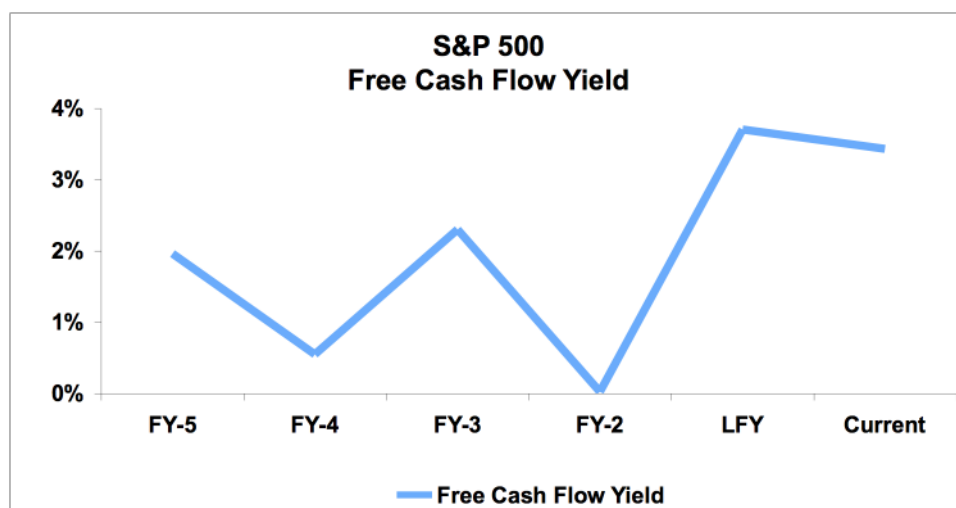 S&P 500
Free Cash Flow Yield
4%
3%
2%
1%
0%
FY-5 FY-4 FY-3 FY-2 LFY Current
Free Cash Flow Yield